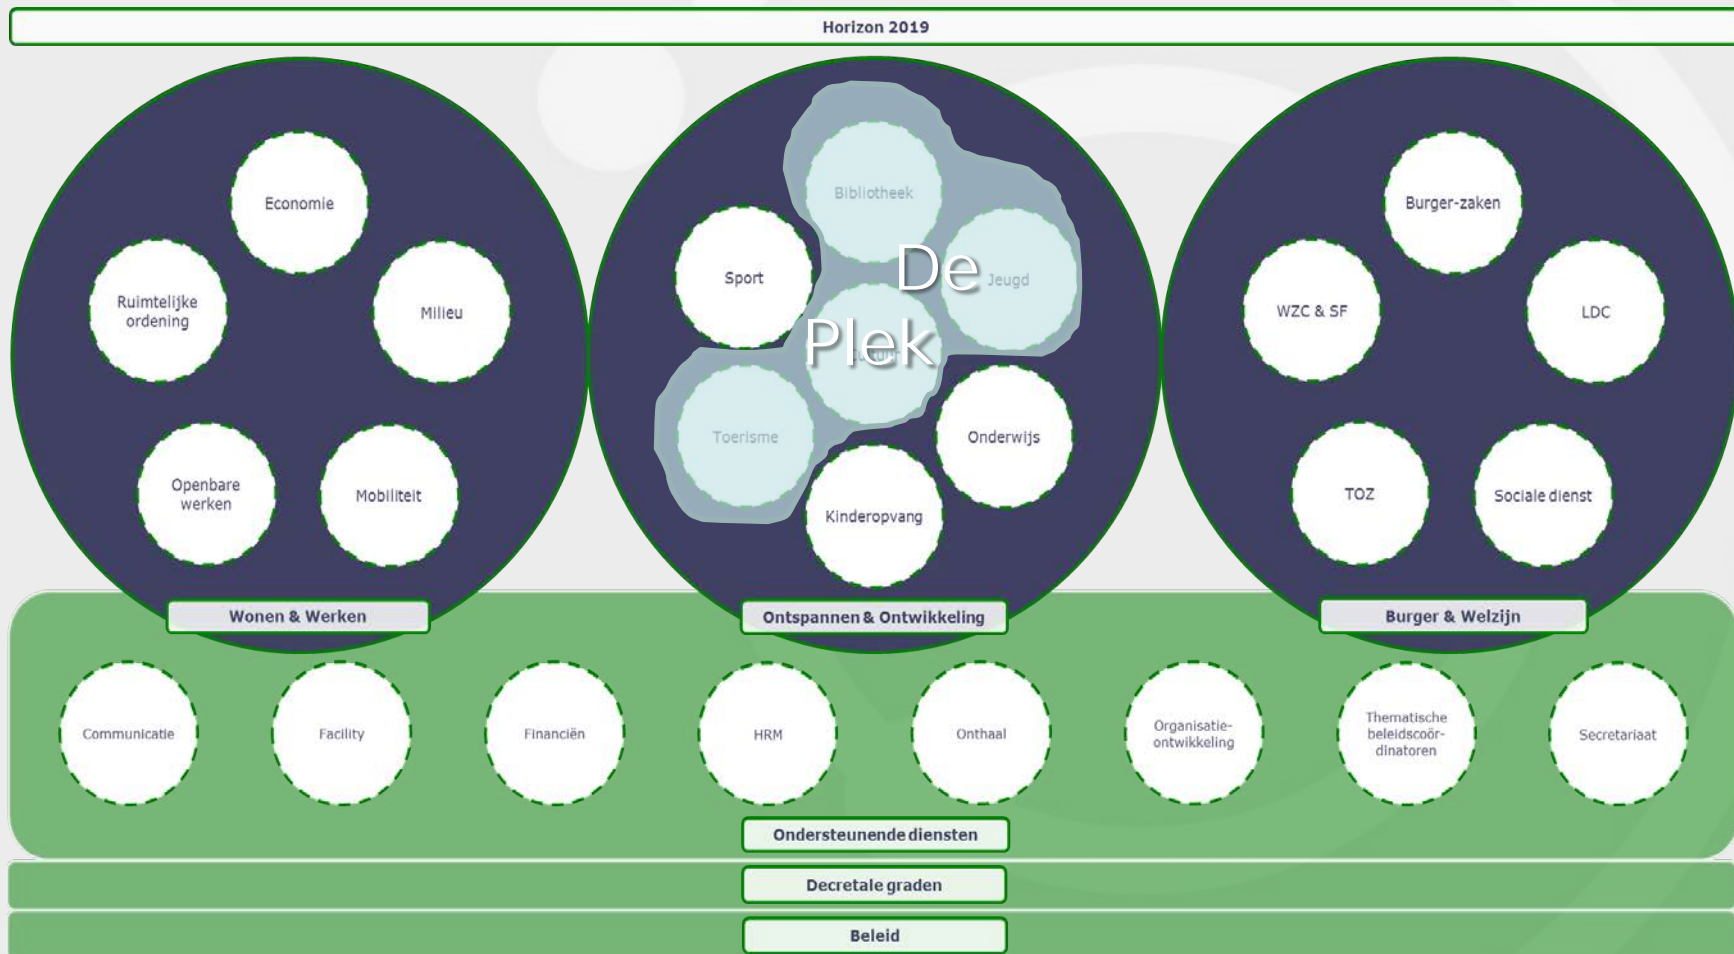 Horizon 2019
Economie
Ruimtelijke
ordening
Milieu
Openbare
werken
Mobiliteit
Wonen & Werken
Bibliotheek
Sport
De
Jeugd
Plek
Toerisme
Onderwijs
Kinderopvang
Ontspannen & Ontwikkeling
Burger-zaken
WZC & SF
LDC
TOZ
Sociale dienst
Burger & Welzijn
Communicatie
Facility
Financiën
HRM
Onthaal
Organisatie-
ontwikkeling
Thematische
beleidscoör-
dinatoren
Secretariaat
Ondersteunende diensten
Decretale graden
Beleid